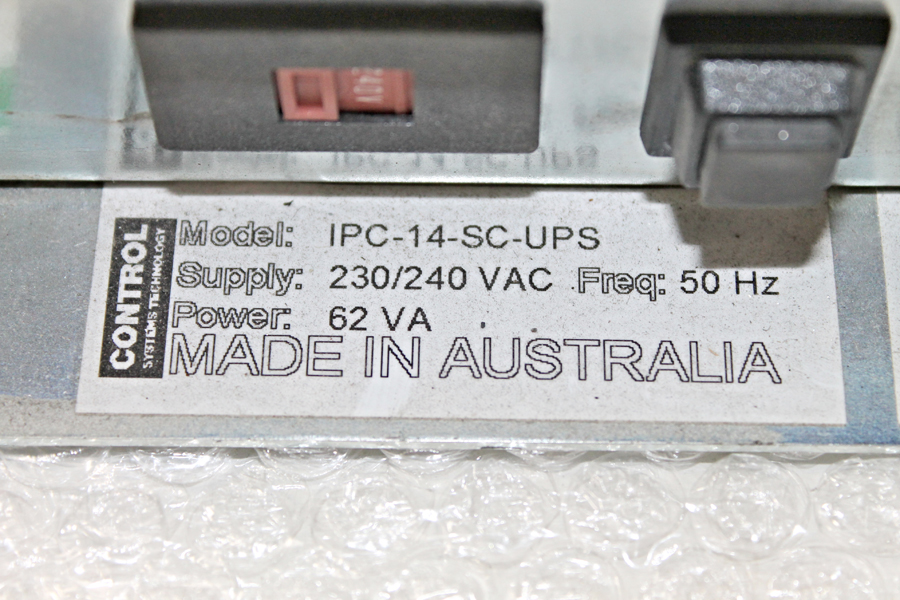 240V
CONTROL
SYSTEMS TECHNOLOGY
Model: IPC-14-SC-UPS
Supply: 230/240 VAC Freq: 50 Hz
Power: 62 VA
MADE IN AUSTRALIA